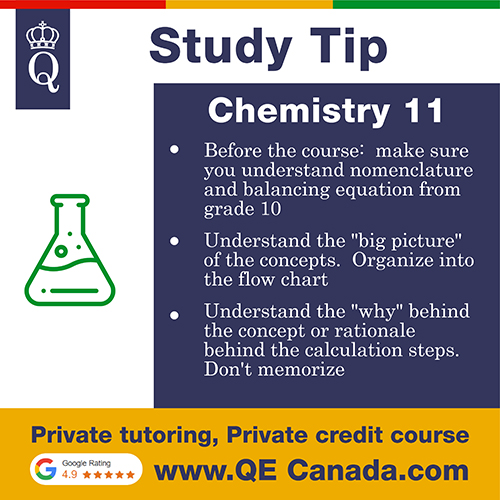 Q
Study Tip
Chemistry 11
• Before the course: make sure
you understand nomenclature
and balancing equation from
grade 10
• Understand the "big picture"
of the concepts. Organize into
the flow chart
• Understand the "why" behind
the concept or rationale
behind the calculation steps.
Don't memorize
Private tutoring, Private credit course
Google Rating
4.9 ★★★★★
www.QE Canada.com